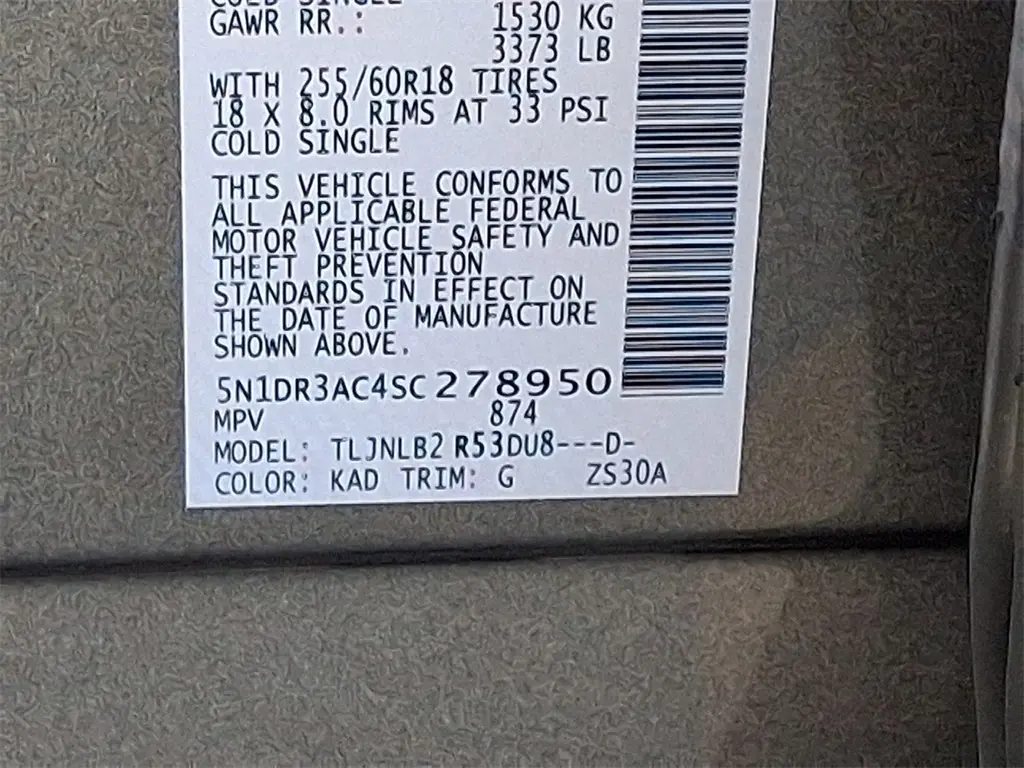 COLD SINGLE
GAWR RR.: 1530 KG
3373 LB
WITH 255/60R18 TIRES
18 X 8.0 RIMS AT 33 PSI
COLD SINGLE
THIS VEHICLE CONFORMS TO
ALL APPLICABLE FEDERAL
MOTOR VEHICLE SAFETY AND
THEFT PREVENTION
STANDARDS IN EFFECT ON
THE DATE OF MANUFACTURE
SHOWN ABOVE.
5N1DR3AC4SC278950
MPV 874
MODEL: TLJNLB2 R53DU8---D-
COLOR: KAD TRIM: G ZS30A